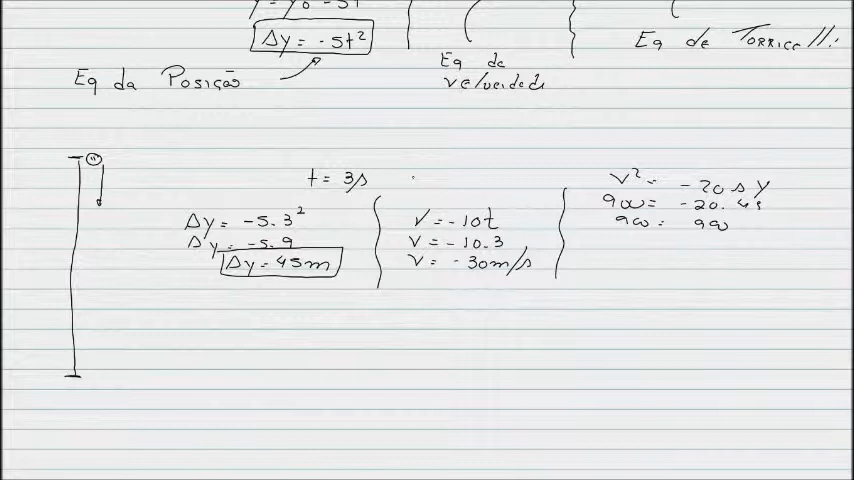 Δy = -5t²
Eq da Posição
Eq de
velocidade
Eq de Torricelli
t = 3s
Δy = -5.3²
Δy = -5.9
Δy = 45m
V = -10t
V = -10.3
V = -30m/s
V² = -20 Δ y
900 = -20. 45
900 = 900